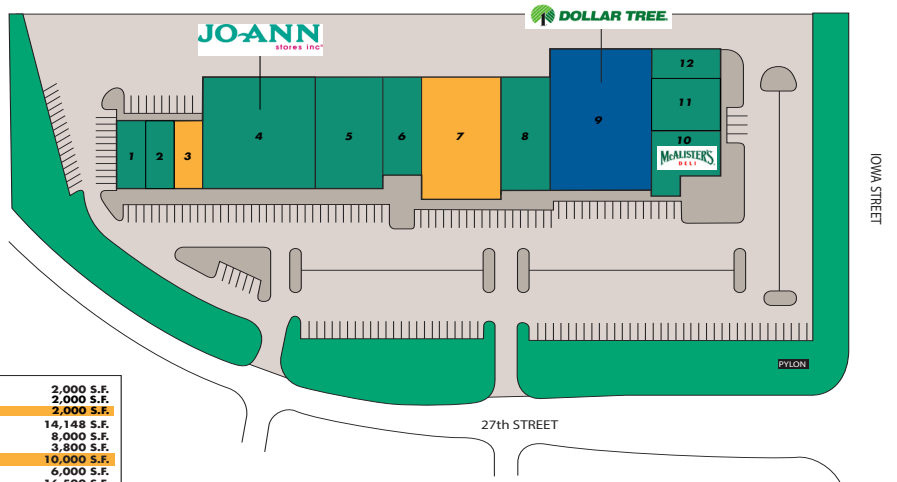 JO-ANN
stores inc
DOLLAR TREE
12
11
10
McALISTER'S
DELI
9
8
7
6
5
4
3
2
1
IOWA STREET
PYLON
27th STREET
2,000 S.F.
2,000 S.F.
2,000 S.F.
14,148 S.F.
8,000 S.F.
3,800 S.F.
10,000 S.F.
6,000 S.F.